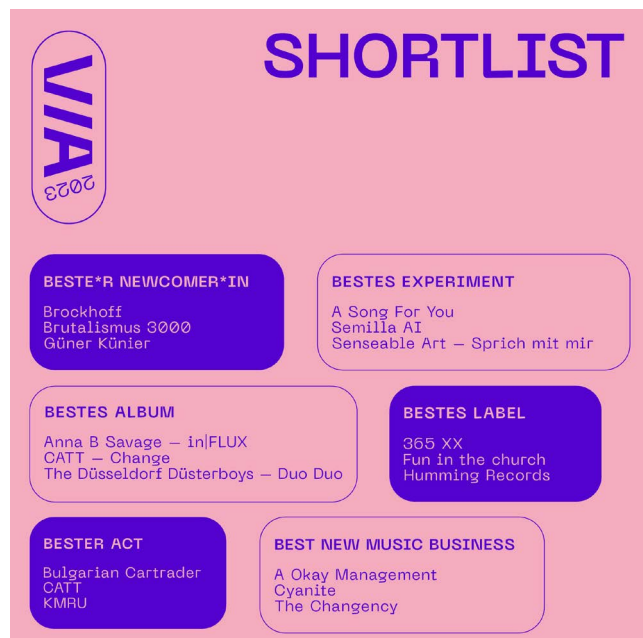 SHORTLIST
V//A
2023
BESTE*R NEWCOMER*IN
Brockhoff
Brutalismus 3000
Güner Künier
BESTES EXPERIMENT
A Song For You
Semilla AI
Senseable Art – Sprich mit mir
BESTES ALBUM
Anna B Savage – in|FLUX
CATT – Change
The Düsseldorf Düsterboys – Duo Duo
BESTES LABEL
365 XX
Fun in the church
Humming Records
BESTER ACT
Bulgarian Cartrader
CATT
KMRU
BEST NEW MUSIC BUSINESS
A Okay Management
Cyanite
The Changency